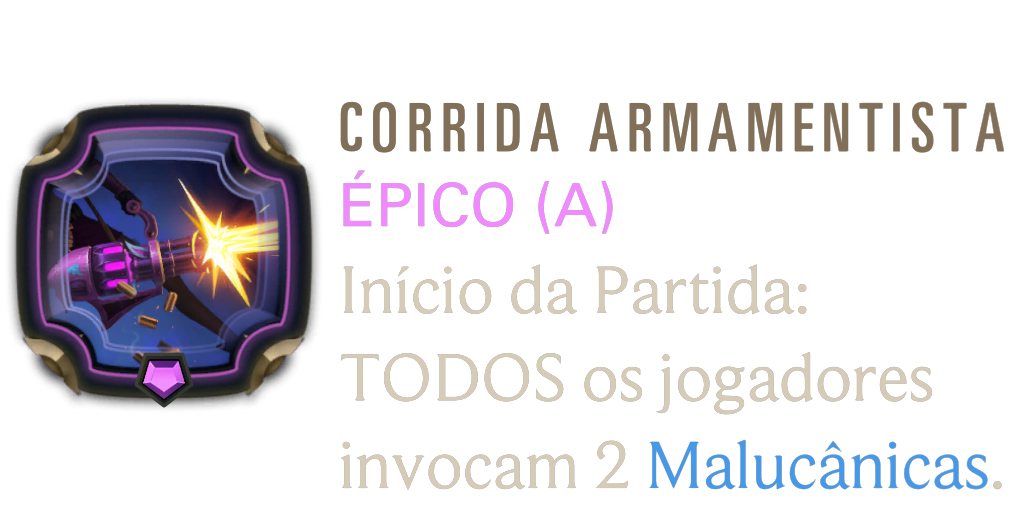 CORRIDA ARMAMENTISTA
ÉPICO (A)
Início da Partida:
TODOS os jogadores
invocam 2 Malucânicas.